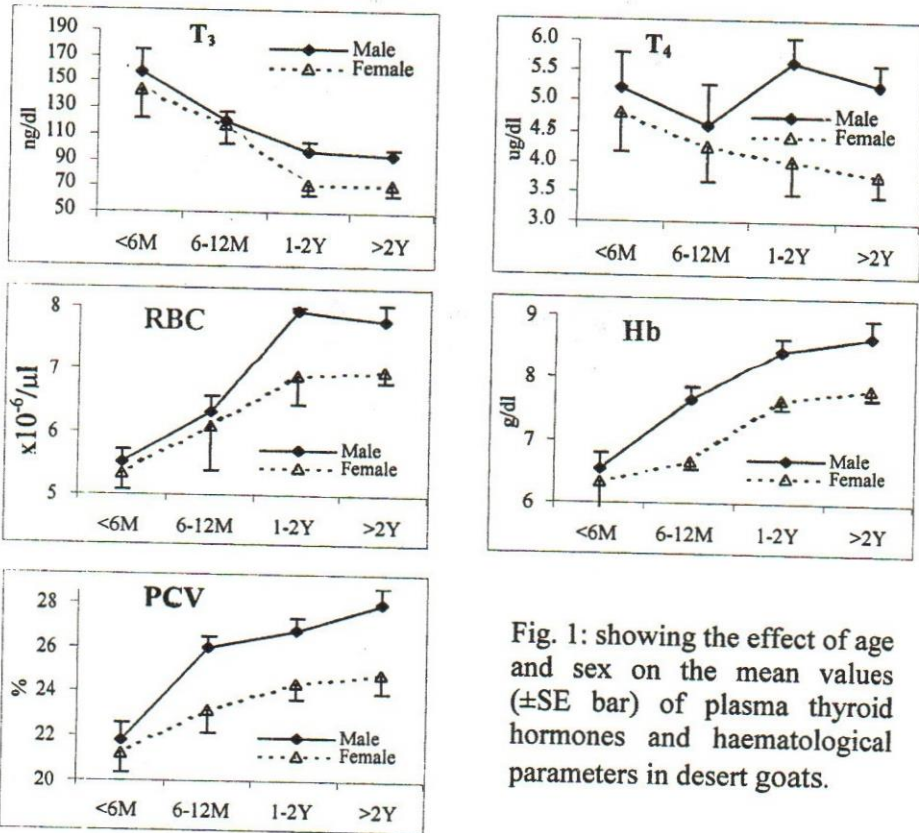 T₃
190
170
150
130
110
90
70
50
ng/dl
Male
Female
<6M 6-12M 1-2Y >2Y
T₄
6.0
5.5
5.0
4.5
4.0
3.5
3.0
ug/dl
Male
Female
<6M 6-12M 1-2Y >2Y
RBC
8
7
6
5
x10⁻⁶/µl
Male
Female
<6M 6-12M 1-2Y >2Y
Hb
9
8
7
6
g/dl
Male
Female
<6M 6-12M 1-2Y >2Y
PCV
28
26
24
22
20
%
Male
Female
<6M 6-12M 1-2Y >2Y
Fig. 1: showing the effect of age
and sex on the mean values
(±SE bar) of plasma thyroid
hormones and haematological
parameters in desert goats.